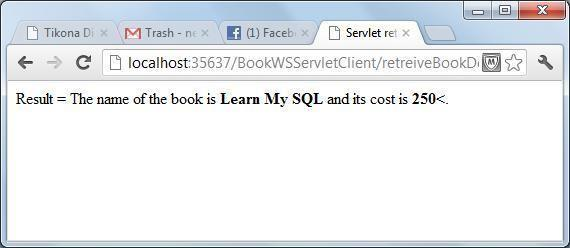 Tikona Di
Trash - ne
(1) Facebo
Servlet ret
localhost:35637/BookWSServletClient/retreiveBookD
Result = The name of the book is Learn My SQL and its cost is 250<.